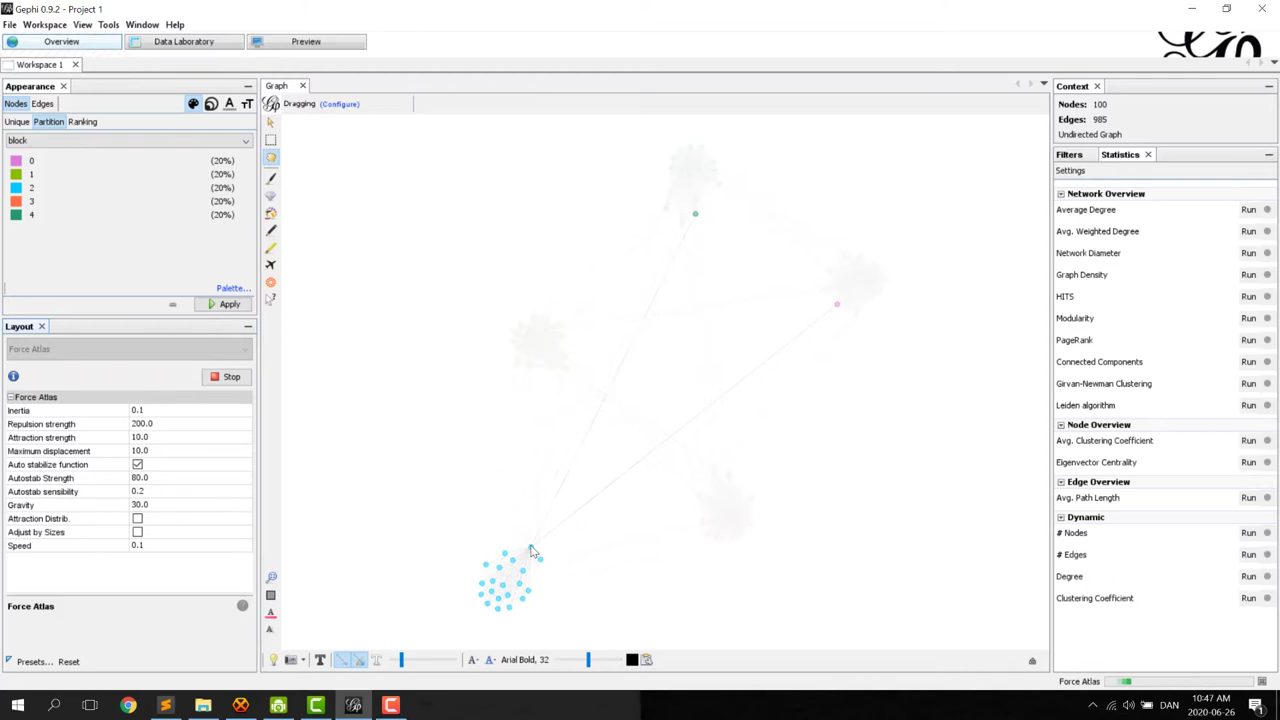 Gephi 0.9.2 - Project 1
File Workspace View Tools Window Help
Overview Data Laboratory Preview
Workspace 1
Appearance
Nodes Edges
Unique Partition Ranking
block
0 (20%)
1 (20%)
2 (20%)
3 (20%)
4 (20%)
Palette...
Apply
Layout
Force Atlas
Stop
Force Atlas
Inertia 0.1
Repulsion strength 200.0
Attraction strength 10.0
Maximum displacement 10.0
Auto stabilize function
Autostab Strength 80.0
Autostab sensibility 0.2
Gravity 30.0
Attraction Distrib.
Adjust by Sizes
Speed 0.1
Force Atlas
Presets... Reset
Graph
Dragging (Configure)
Arial Bold, 32
Context
Nodes: 100
Edges: 985
Undirected Graph
Filters Statistics
Settings
Network Overview
Average Degree Run
Avg. Weighted Degree Run
Network Diameter Run
Graph Density Run
HITS Run
Modularity Run
PageRank Run
Connected Components Run
Girvan-Newman Clustering Run
Leiden algorithm Run
Node Overview
Avg. Clustering Coefficient Run
Eigenvector Centrality Run
Edge Overview
Avg. Path Length Run
Dynamic
# Nodes Run
# Edges Run
Degree Run
Clustering Coefficient Run
Force Atlas
DAN
10:47 AM
2020-06-26